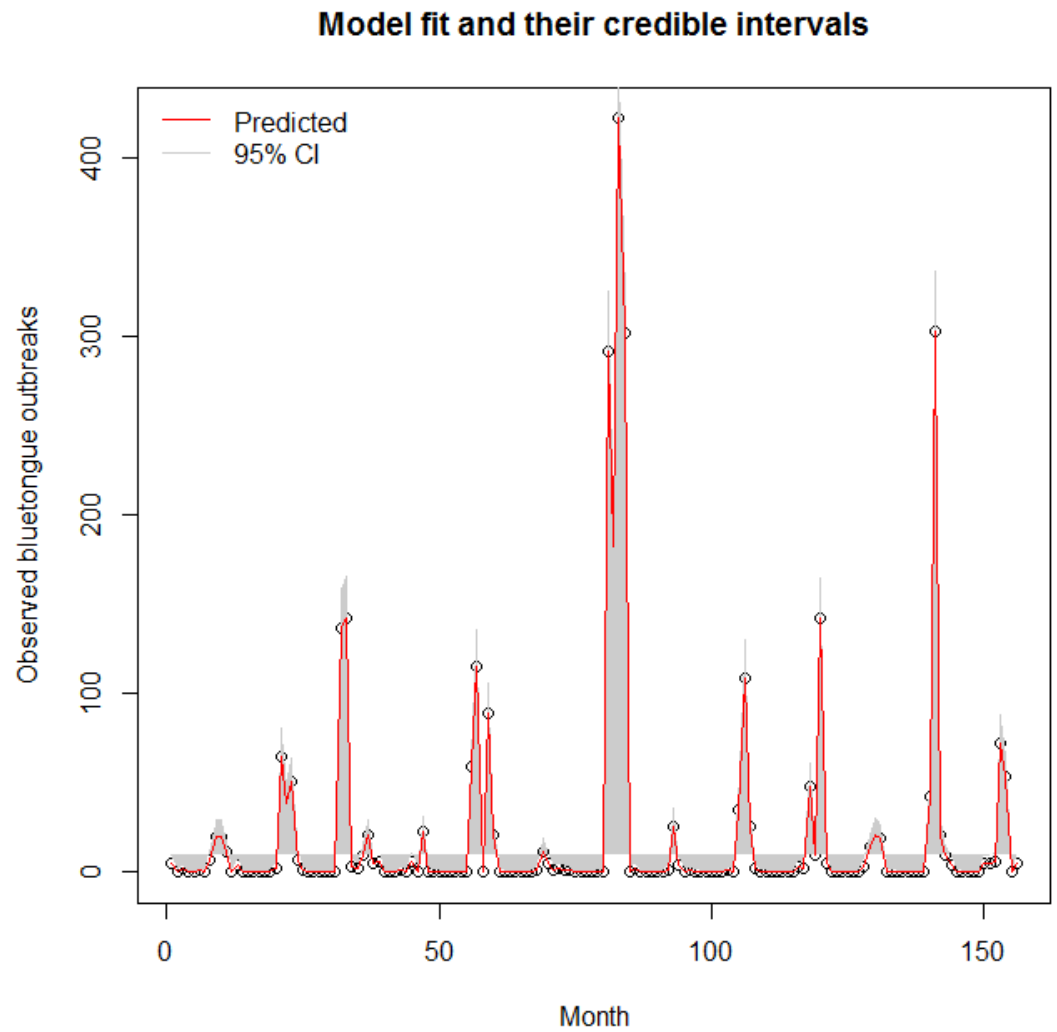 Model fit and their credible intervals
Predicted
95% CI
Observed bluetongue outbreaks
400
300
200
100
0
0 50 100 150
Month